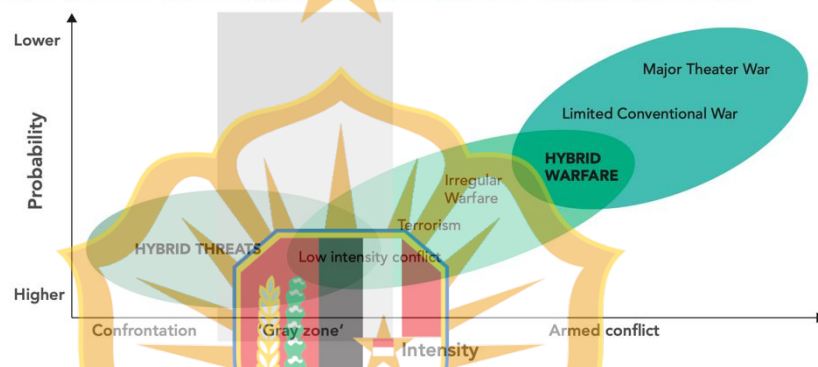 Lower
Major Theater War
Limited Conventional War
Probability
HYBRID
WARFARE
Irregular
Warfare
Terrorism
HYBRID THREATS
Low intensity conflict
Higher
Confrontation
'Gray zone'
Armed conflict
Intensity